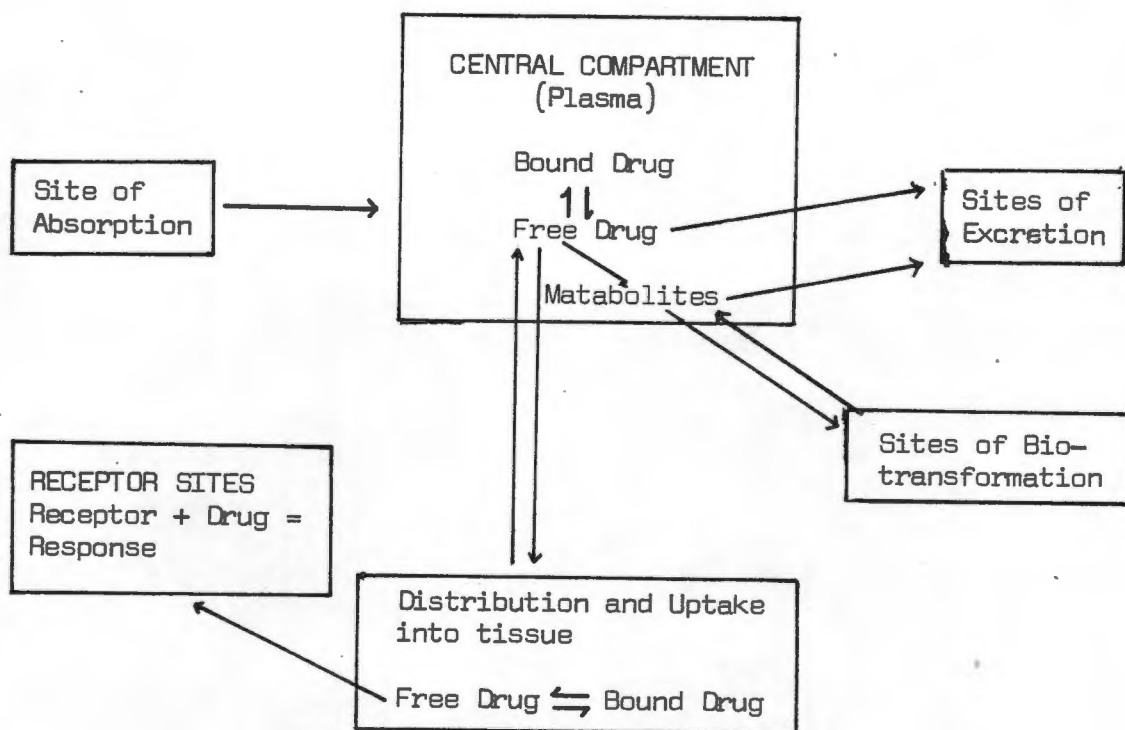 CENTRAL COMPARTMENT
(Plasma)
Bound Drug
Free Drug
Matabolites
Site of
Absorption
Sites of
Excretion
Sites of Bio-
transformation
RECEPTOR SITES
Receptor + Drug =
Response
Distribution and Uptake
into tissue
Free Drug ⇌ Bound Drug